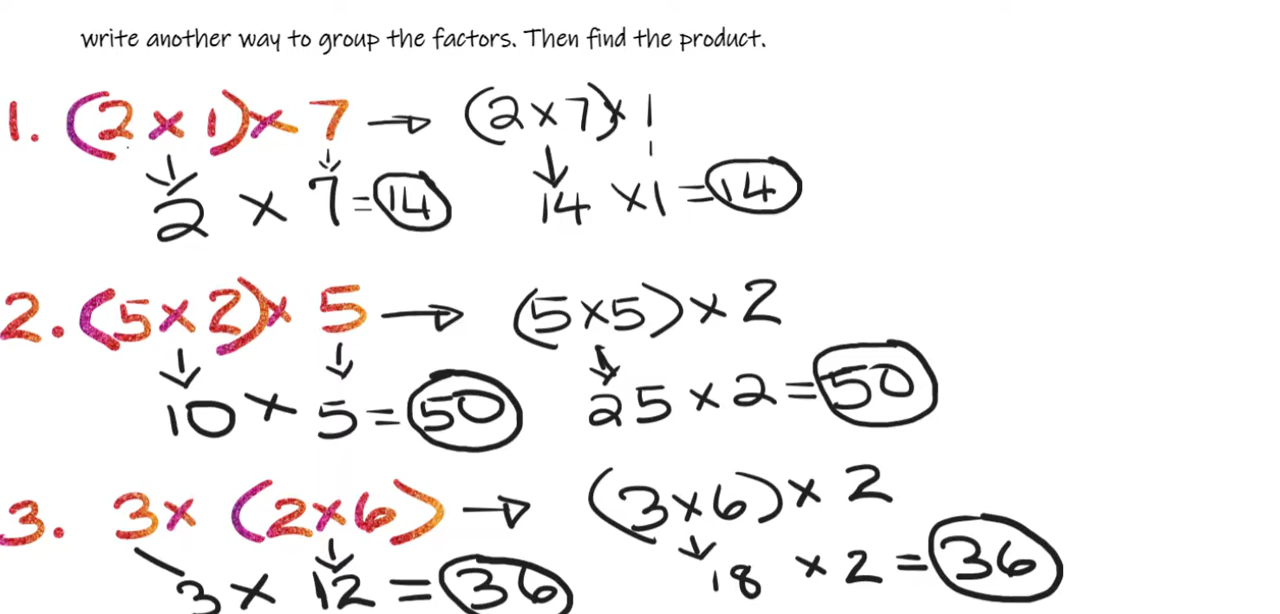 write another way to group the factors. Then find the product.
1. (2 x 1) x 7 → (2 x 7) x 1
2 x 7 = 14 14 x 1 = 14
2. (5 x 2) x 5 → (5 x 5) x 2
10 x 5 = 50 25 x 2 = 50
3. 3 x (2 x 6) → (3 x 6) x 2
3 x 12 = 36 18 x 2 = 36